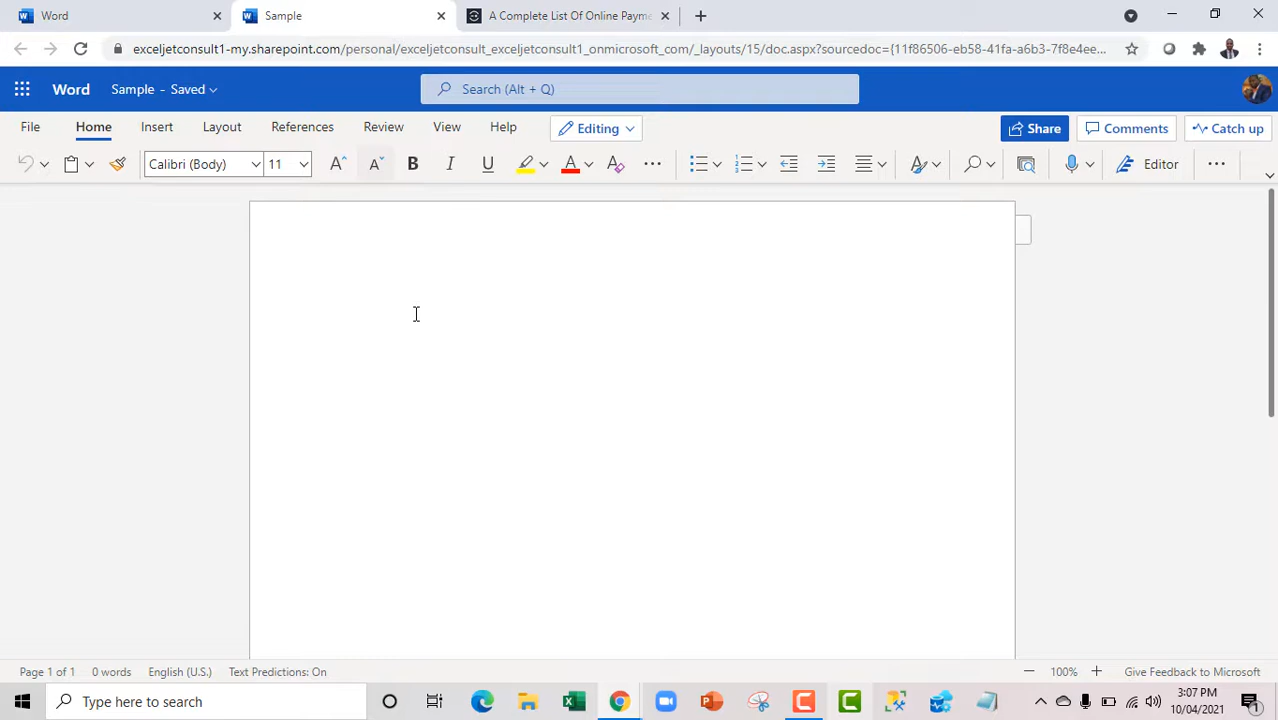 Word
Sample
A Complete List Of Online Payme
exceljetconsult1-my.sharepoint.com/personal/exceljetconsult_exceljetconsult1_onmicrosoft_com/_layouts/15/doc.aspx?sourcedoc={11f86506-eb58-41fa-a6b3-7f8e4ee...
Word Sample - Saved Search (Alt + Q)
File Home Insert Layout References Review View Help Editing Share Comments Catch up
Calibri (Body) 11 A A B I U A A Editor
Page 1 of 1 0 words English (U.S.) Text Predictions: On 100% Give Feedback to Microsoft
Type here to search
3:07 PM
10/04/2021
1